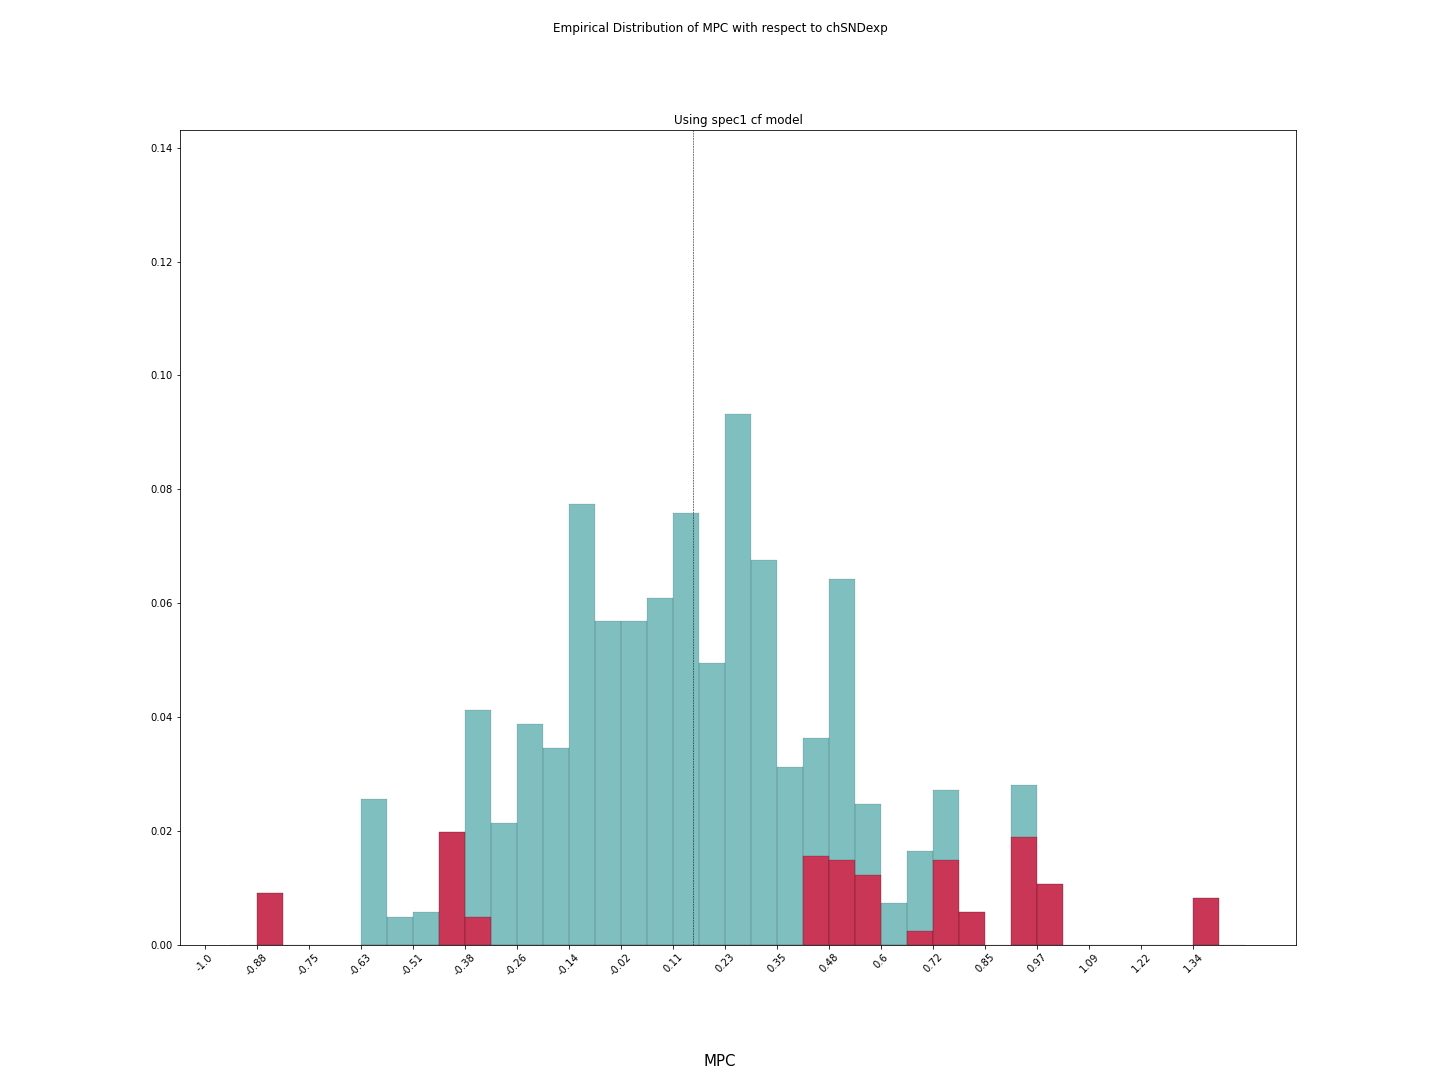 Empirical Distribution of MPC with respect to chSNDexp
Using spec1 cf model
0.14
0.12
0.10
0.08
0.06
0.04
0.02
0.00
-1.0 -0.88 -0.75 -0.63 -0.51 -0.38 -0.26 -0.14 -0.02 0.11 0.23 0.35 0.48 0.6 0.72 0.85 0.97 1.09 1.22 1.34
MPC